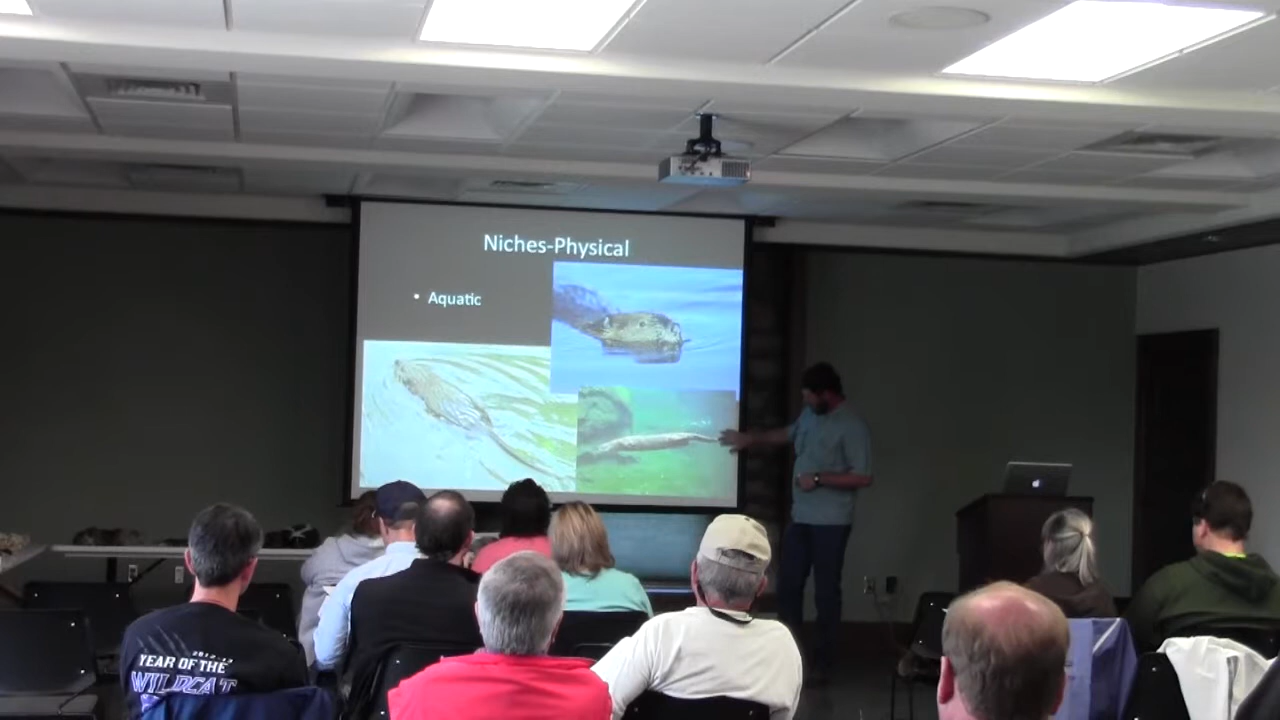 Niches-Physical
• Aquatic
YEAR OF THE
WILDCAT